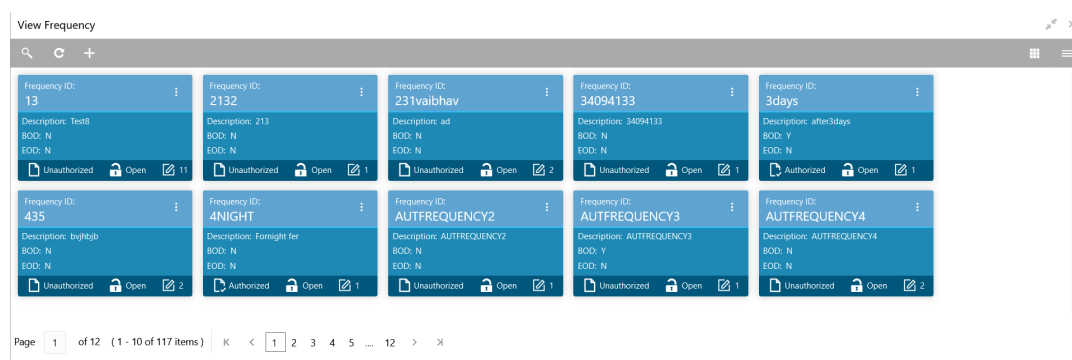 View Frequency
Frequency ID:
13
Description: Test8
BOD: N
EOD: N
Unauthorized Open 11
Frequency ID:
2132
Description: 213
BOD: N
EOD: N
Unauthorized Open 1
Frequency ID:
231vaibhav
Description: ad
BOD: N
EOD: N
Unauthorized Open 2
Frequency ID:
34094133
Description: 34094133
BOD: N
EOD: N
Unauthorized Open 1
Frequency ID:
3days
Description: after3days
BOD: Y
EOD: N
Authorized Open 1
Frequency ID:
435
Description: bvjhbjb
BOD: N
EOD: N
Unauthorized Open 2
Frequency ID:
4NIGHT
Description: Fornight fer
BOD: N
EOD: N
Authorized Open 1
Frequency ID:
AUTFREQUENCY2
Description: AUTFREQUENCY2
BOD: N
EOD: N
Unauthorized Open 1
Frequency ID:
AUTFREQUENCY3
Description: AUTFREQUENCY3
BOD: Y
EOD: N
Unauthorized Open 1
Frequency ID:
AUTFREQUENCY4
Description: AUTFREQUENCY4
BOD: N
EOD: N
Unauthorized Open 2
Page 1 of 12 ( 1 - 10 of 117 items ) 1 2 3 4 5 .... 12